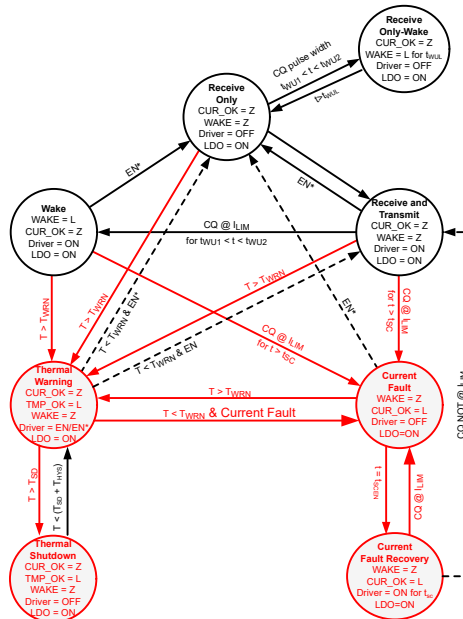 Receive
Only-Wake
CUR_OK = Z
WAKE = L for tWUL
Driver = OFF
LDO = ON
CQ pulse width
tWU1 < t < tWU2
t>tWUL
Receive
Only
CUR_OK = Z
WAKE = Z
Driver = OFF
LDO = ON
EN*
EN*
Wake
WAKE = L
CUR_OK = Z
Driver = ON
LDO = ON
CQ @ ILIM
for tWU1 < t < tWU2
Receive and
Transmit
CUR_OK = Z
WAKE = Z
Driver = ON
LDO = ON
T > TWRN
T > TWRN
T < TWRN & EN*
T < TWRN & EN
T > TWRN
CQ @ ILIM
for t > tSC
EN*
CQ @ ILIM
for t > tSC
CQ NOT @ ILIM
Thermal
Warning
CUR_OK = Z
TMP_OK = L
WAKE = Z
Driver = EN/EN*
LDO = ON
T > TWRN
T < TWRN & Current Fault
Current
Fault
WAKE = Z
CUR_OK = L
Driver = OFF
LDO=ON
T > TSD
T < (TSD + THYS)
t = tSCEN
CQ @ ILIM
Thermal
Shutdown
CUR_OK = Z
TMP_OK = L
WAKE = Z
Driver = OFF
LDO = ON
Current
Fault Recovery
WAKE = Z
CUR_OK = L
Driver = ON for tsc
LDO=ON